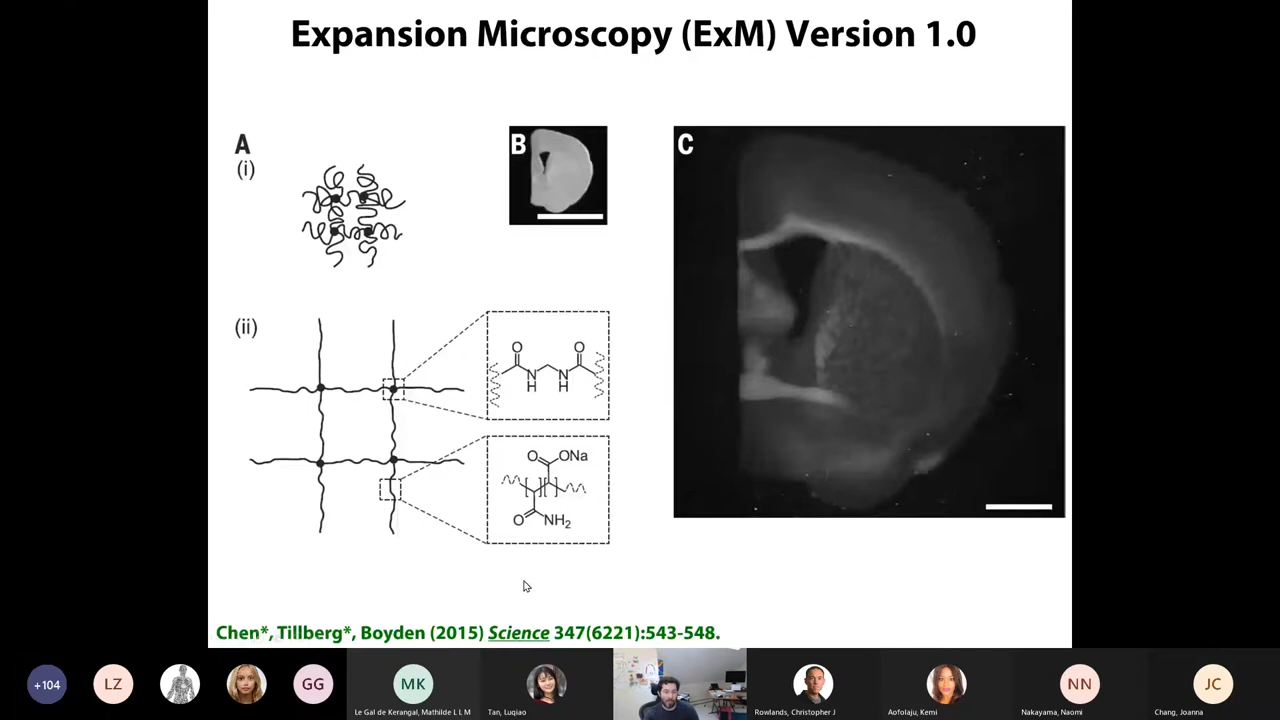 Expansion Microscopy (ExM) Version 1.0
A
(i)
B
C
(ii)
O
O
N
H
N
H
O
ONa
O
NH2
Chen*, Tillberg*, Boyden (2015) Science 347(6221):543-548.
+104
LZ
GG
MK
NN
JC
Le Gal de Kerangal, Mathilde L I M
Tan, Luqiao
Rowlands, Christopher J
Aofolaju, Kemi
Nakayama, Naomi
Chang, Joanna